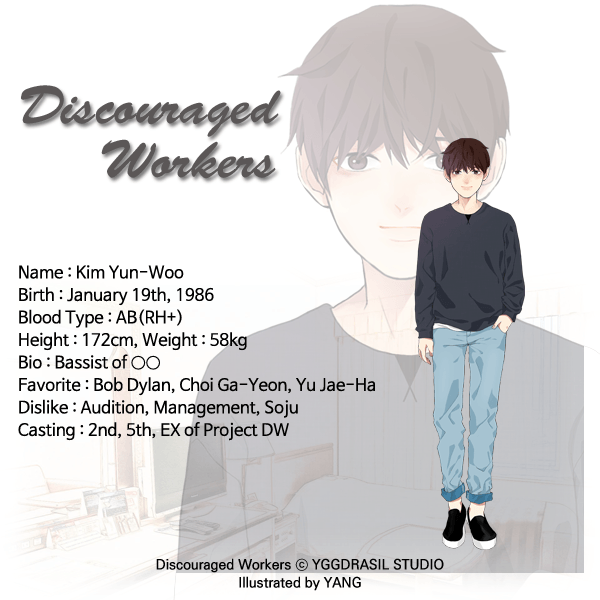 Discouraged
Workers
Name : Kim Yun-Woo
Birth : January 19th, 1986
Blood Type : AB(RH+)
Height : 172cm, Weight : 58kg
Bio : Bassist of ○○
Favorite : Bob Dylan, Choi Ga-Yeon, Yu Jae-Ha
Dislike : Audition, Management, Soju
Casting : 2nd, 5th, EX of Project DW
Discouraged Workers ⓒ YGGDRASIL STUDIO
Illustrated by YANG